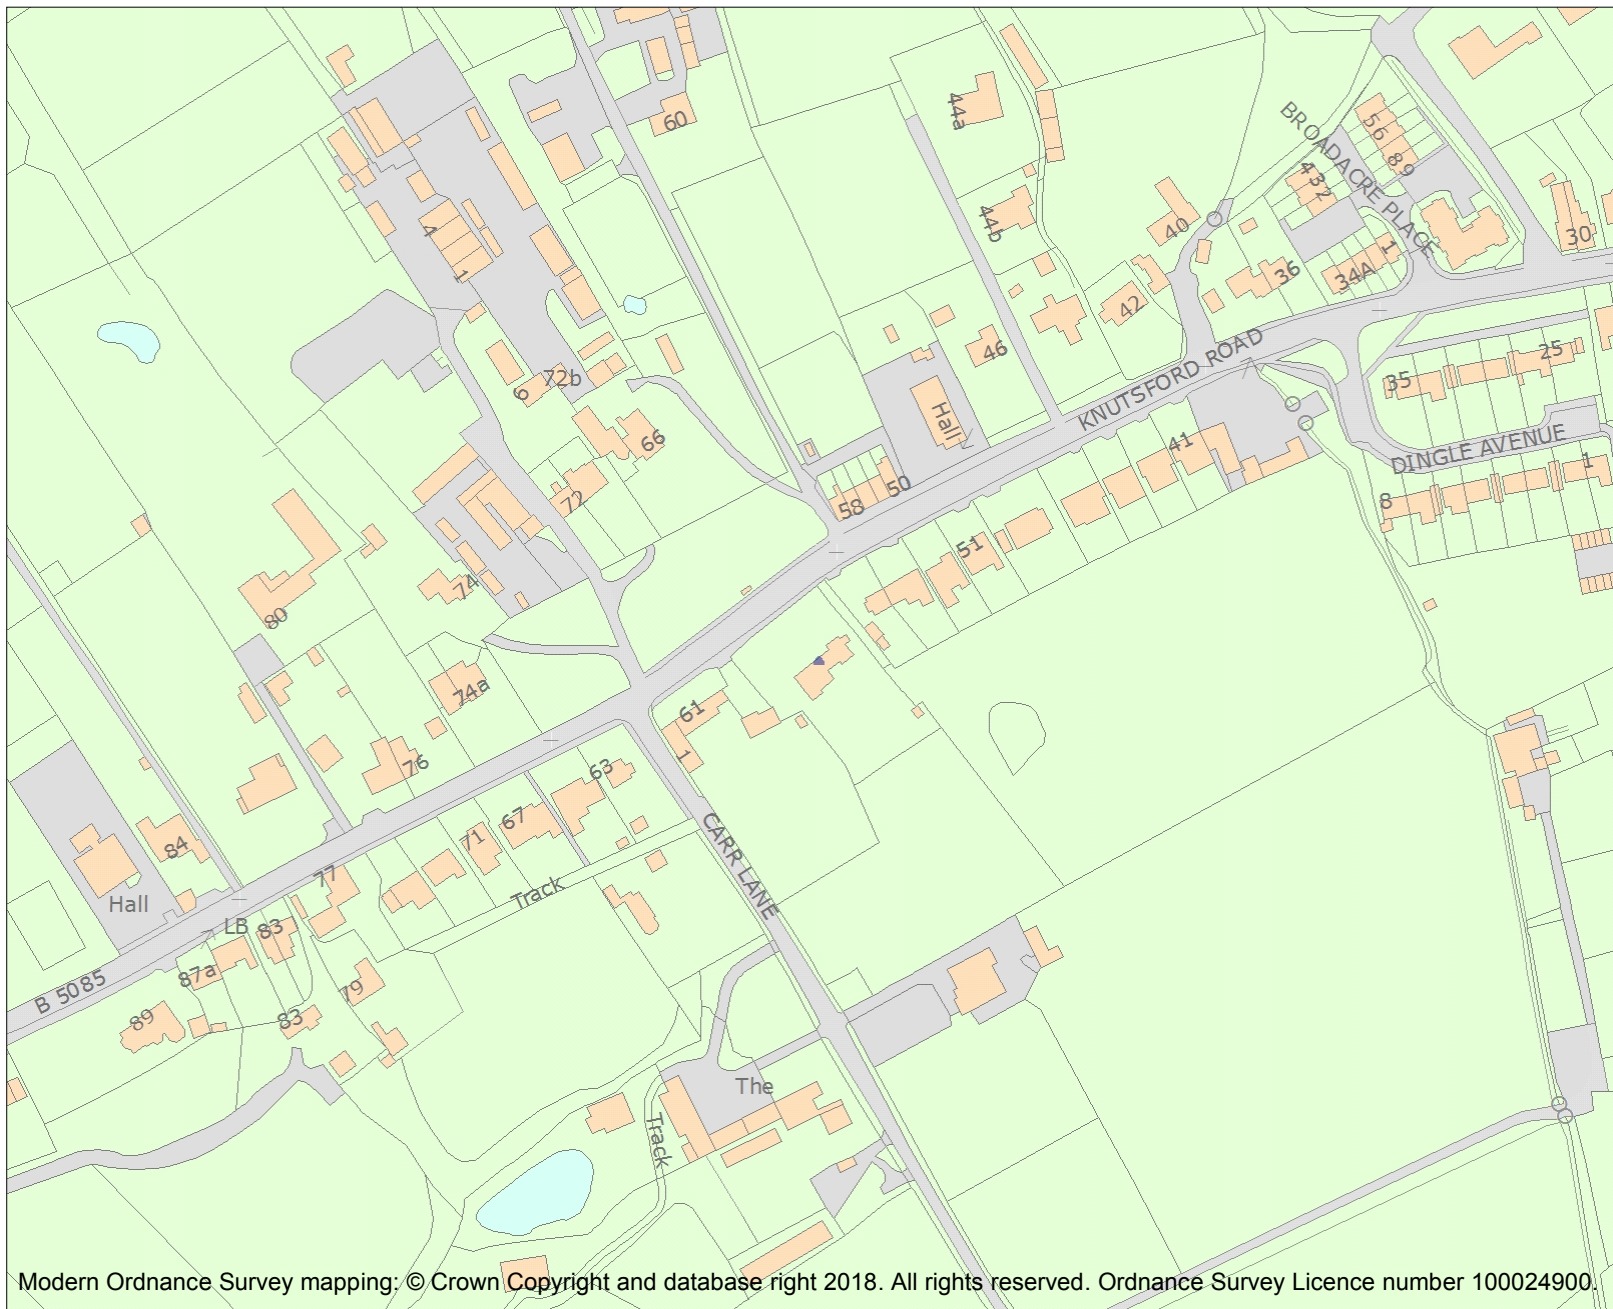 60
44a
BROADACRE PLACE
5 6
8 9
4 3 2
44b
40
30
4
1
1
36
34A
42
KNUTSFORD ROAD
46
25
35
6
72b
Hall
66
41
DINGLE AVENUE
1
72
58
50
8
51
74
80
74a
61
1
76
63
67
71
CARR LANE
84
77
Track
Hall
LB
83
87a
B 5085
79
89
83
The
Track
Modern Ordnance Survey mapping: © Crown Copyright and database right 2018. All rights reserved. Ordnance Survey Licence number 100024900.